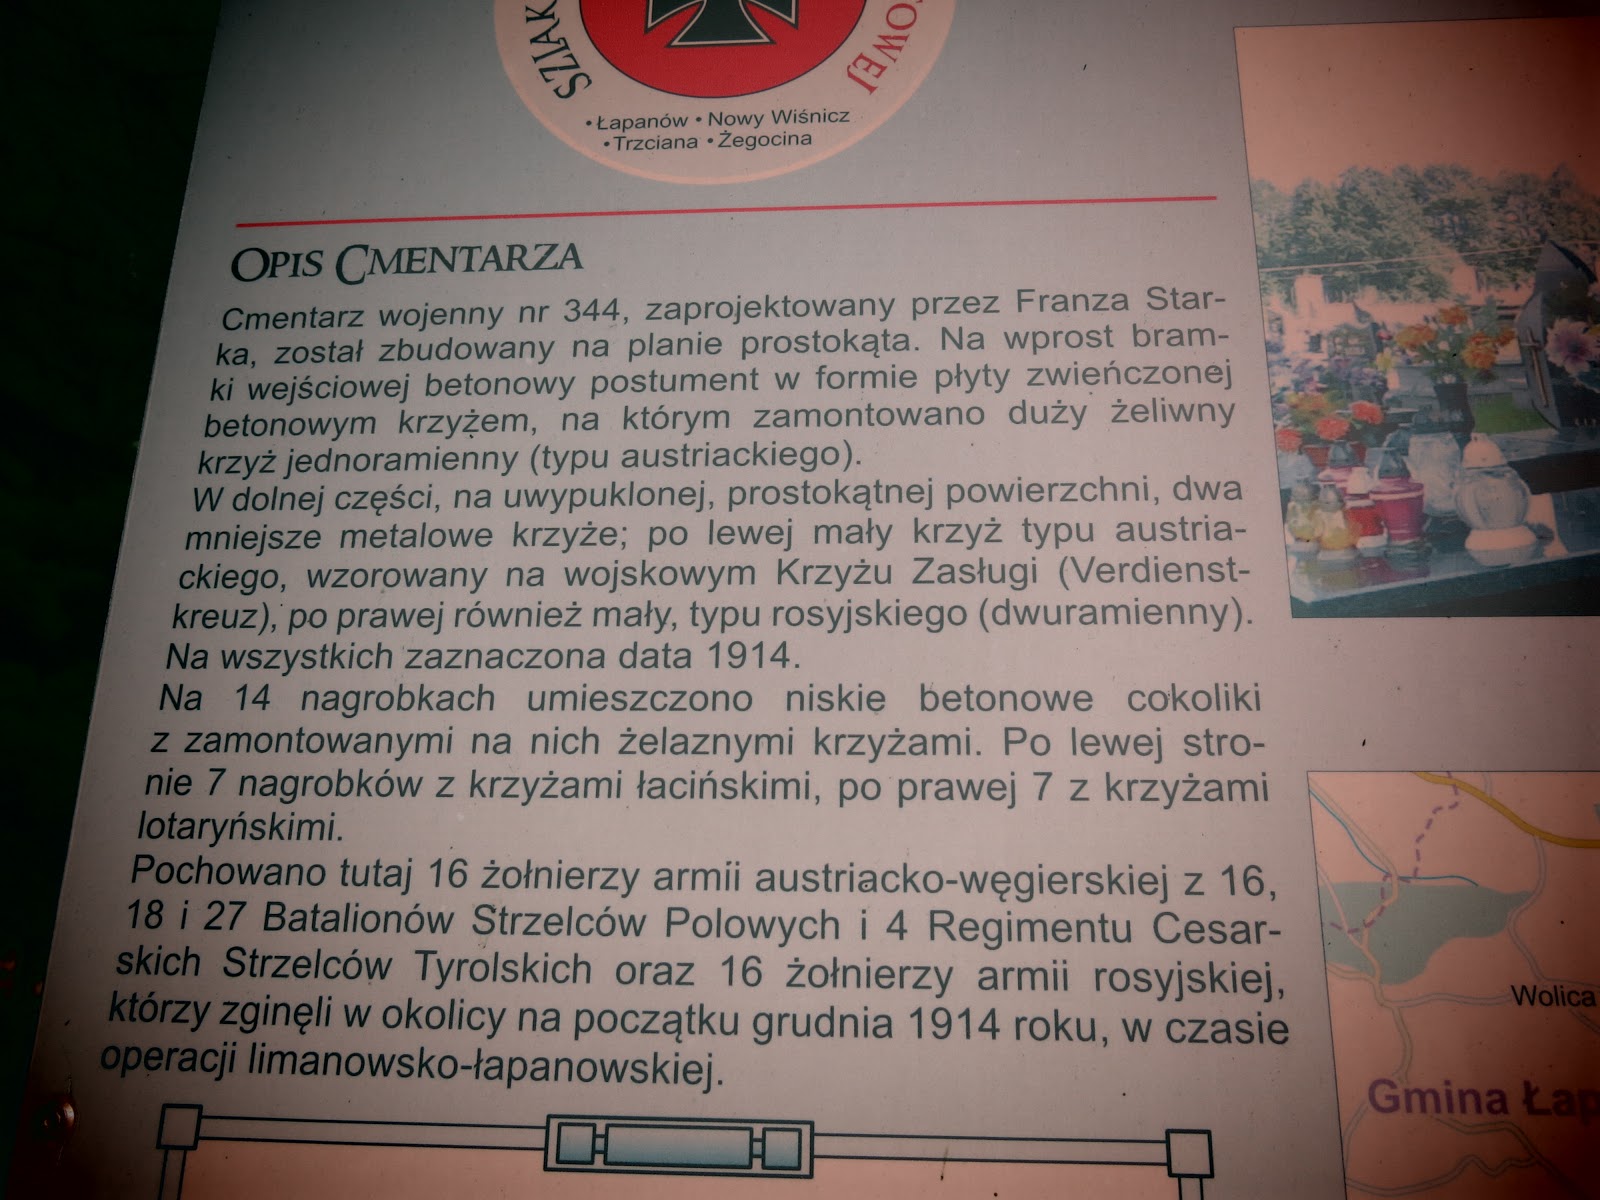 SZLAK
OWEJ
• Łapanów • Nowy Wiśnicz
• Trzciana • Żegocina
OPIS CMENTARZA
Cmentarz wojenny nr 344, zaprojektowany przez Franza Star-
ka, został zbudowany na planie prostokąta. Na wprost bram-
ki wejściowej betonowy postument w formie płyty zwieńczonej
betonowym krzyżem, na którym zamontowano duży żeliwny
krzyż jednoramienny (typu austriackiego).
W dolnej części, na uwypuklonej, prostokątnej powierzchni, dwa
mniejsze metalowe krzyże; po lewej mały krzyż typu austria-
ckiego, wzorowany na wojskowym Krzyżu Zasługi (Verdienst-
kreuz), po prawej również mały, typu rosyjskiego (dwuramienny).
Na wszystkich zaznaczona data 1914.
Na 14 nagrobkach umieszczono niskie betonowe cokoliki
z zamontowanymi na nich żelaznymi krzyżami. Po lewej stro-
nie 7 nagrobków z krzyżami łacińskimi, po prawej 7 z krzyżami
lotaryńskimi.
Pochowano tutaj 16 żołnierzy armii austriacko-węgierskiej z 16,
18 i 27 Batalionów Strzelców Polowych i 4 Regimentu Cesar-
skich Strzelców Tyrolskich oraz 16 żołnierzy armii rosyjskiej,
którzy zginęli w okolicy na początku grudnia 1914 roku, w czasie
operacji limanowsko-łapanowskiej.
Wolica
Gmina Łap